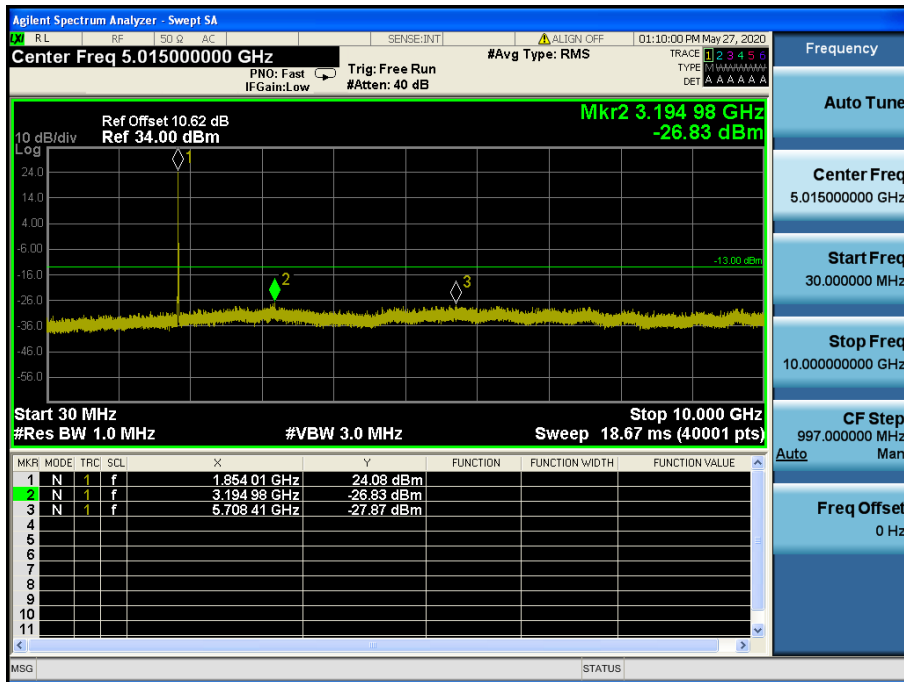 Agilent Spectrum Analyzer - Swept SA
LXI RL RF 50 Ω AC SENSE:INT ALIGN OFF 01:10:00 PM May 27, 2020
Center Freq 5.015000000 GHz #Avg Type: RMS TRACE 1 2 3 4 5 6
PNO: Fast Trig: Free Run TYPE M WWWWW
IFGain:Low #Atten: 40 dB DET A A A A A A
Mkr2 3.194 98 GHz
-26.83 dBm
Ref Offset 10.62 dB
10 dB/div Ref 34.00 dBm
Log
1
24.0
14.0
4.00
-6.00
-13.00 dBm
-16.0
2
3
-26.0
-36.0
-46.0
-56.0
Start 30 MHz Stop 10.000 GHz
#Res BW 1.0 MHz #VBW 3.0 MHz Sweep 18.67 ms (40001 pts)
MKR MODE TRC SCL X Y FUNCTION FUNCTION WIDTH FUNCTION VALUE
1 N 1 f 1.854 01 GHz 24.08 dBm
2 N 1 f 3.194 98 GHz -26.83 dBm
3 N 1 f 5.708 41 GHz -27.87 dBm
4
5
6
7
8
9
10
11
MSG STATUS
Frequency
Auto Tune
Center Freq
5.015000000 GHz
Start Freq
30.000000 MHz
Stop Freq
10.000000000 GHz
CF Step
997.000000 MHz
Auto Man
Freq Offset
0 Hz